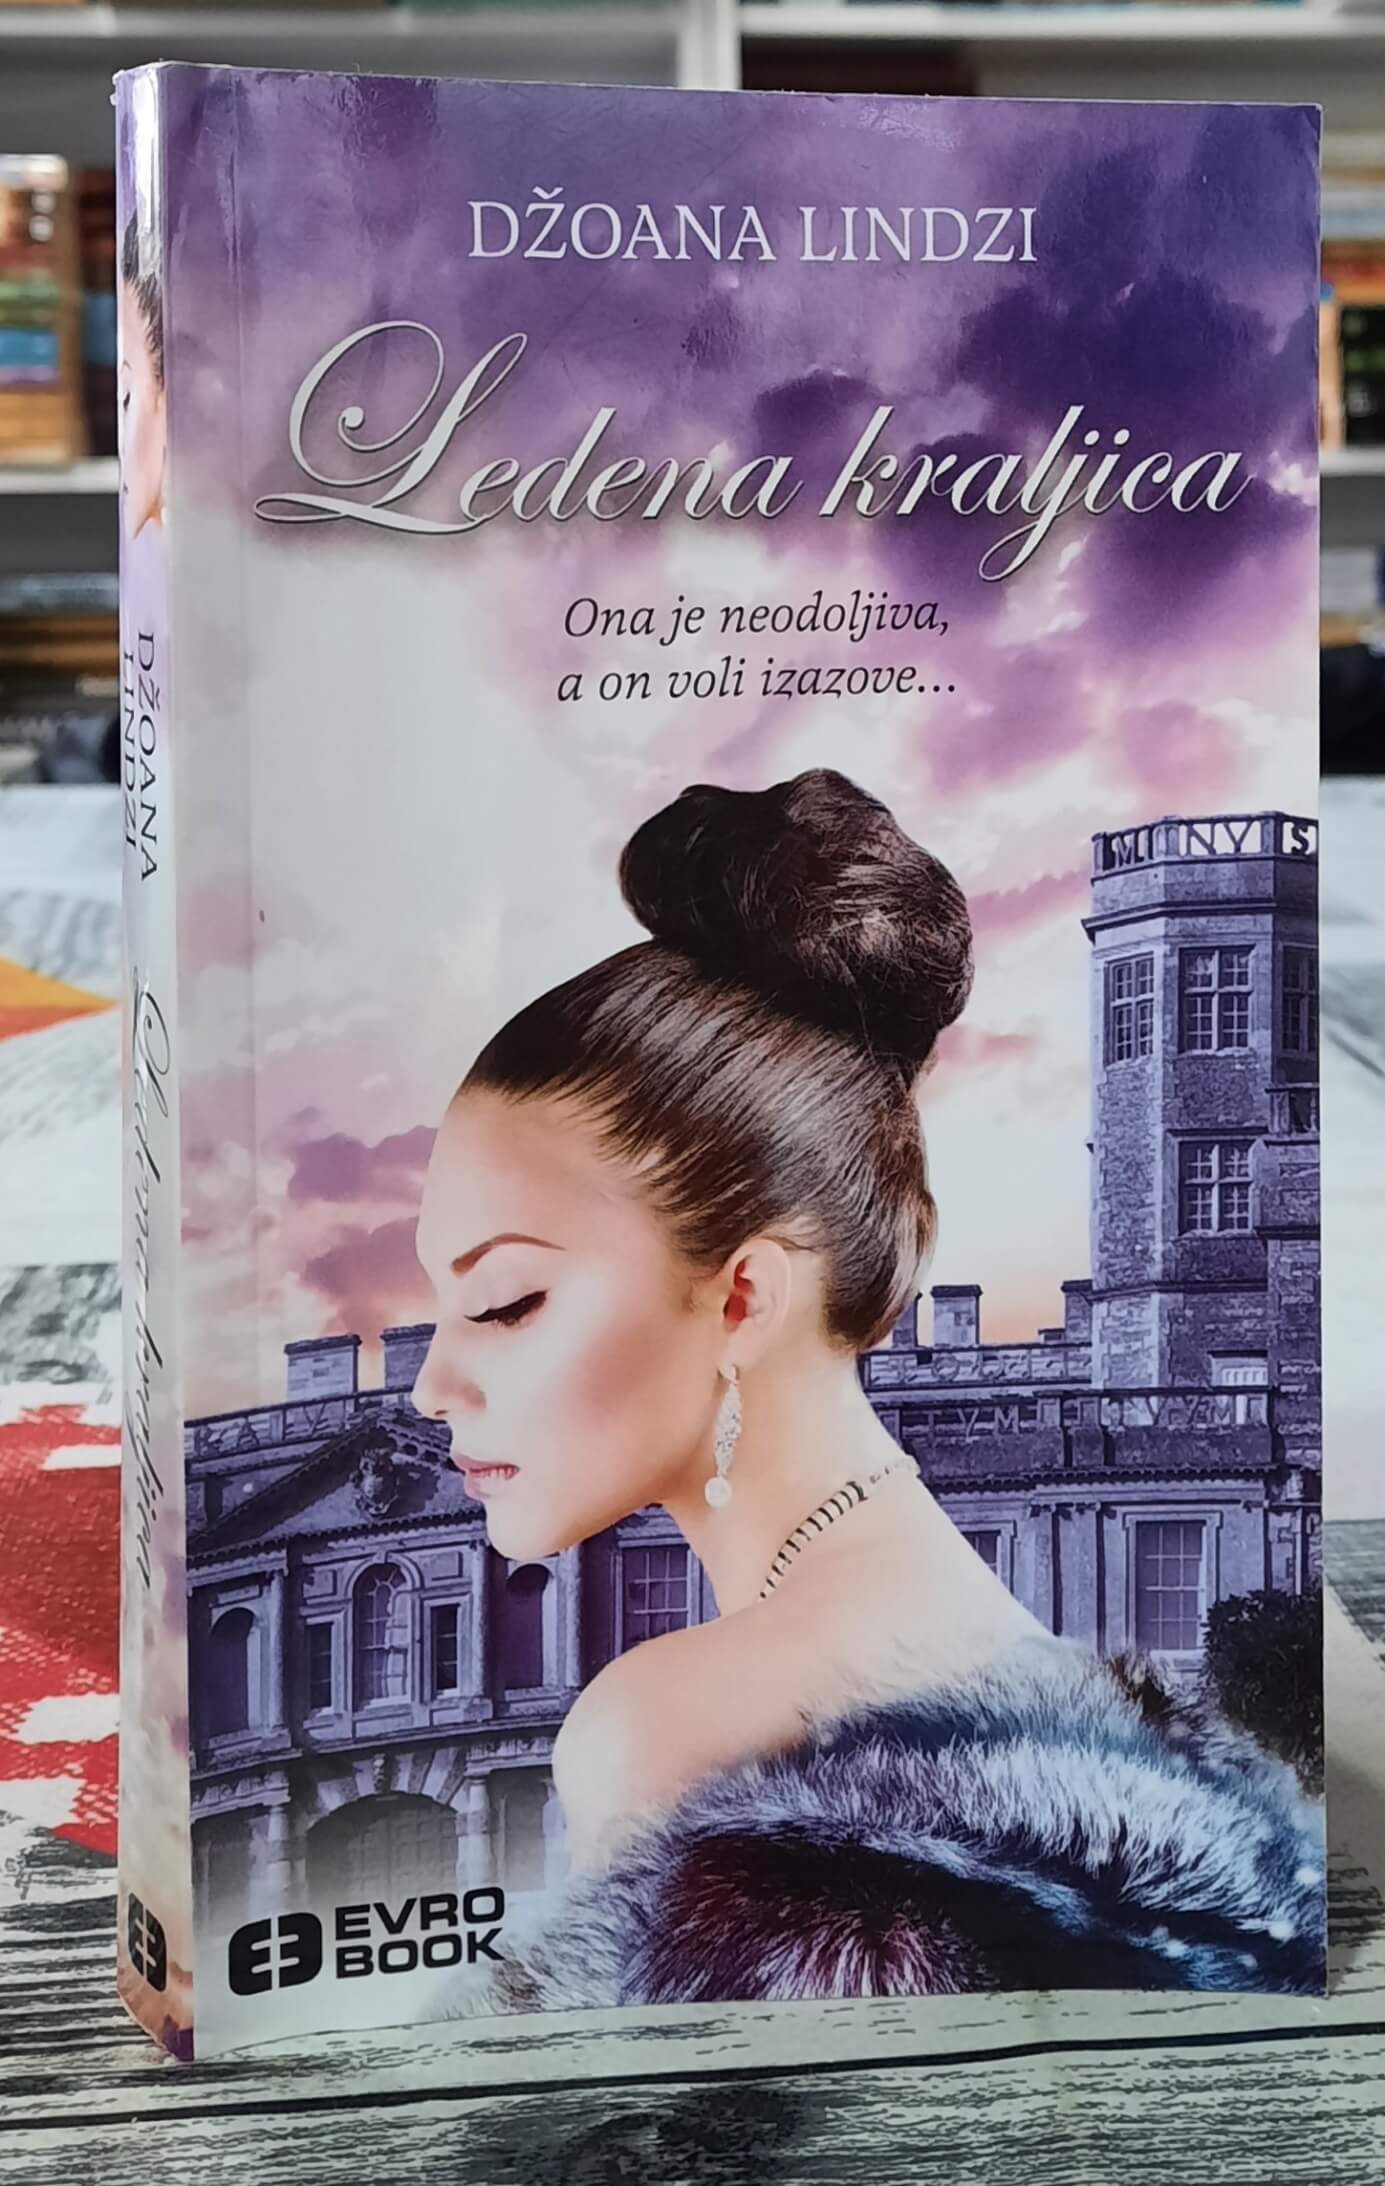 DŽOANA LINDZI
Ledena kraljica
Ona je neodoljiva,
a on voli izazove...
EVRO
BOOK
DŽOANA
LINDZI
Ledena kraljica